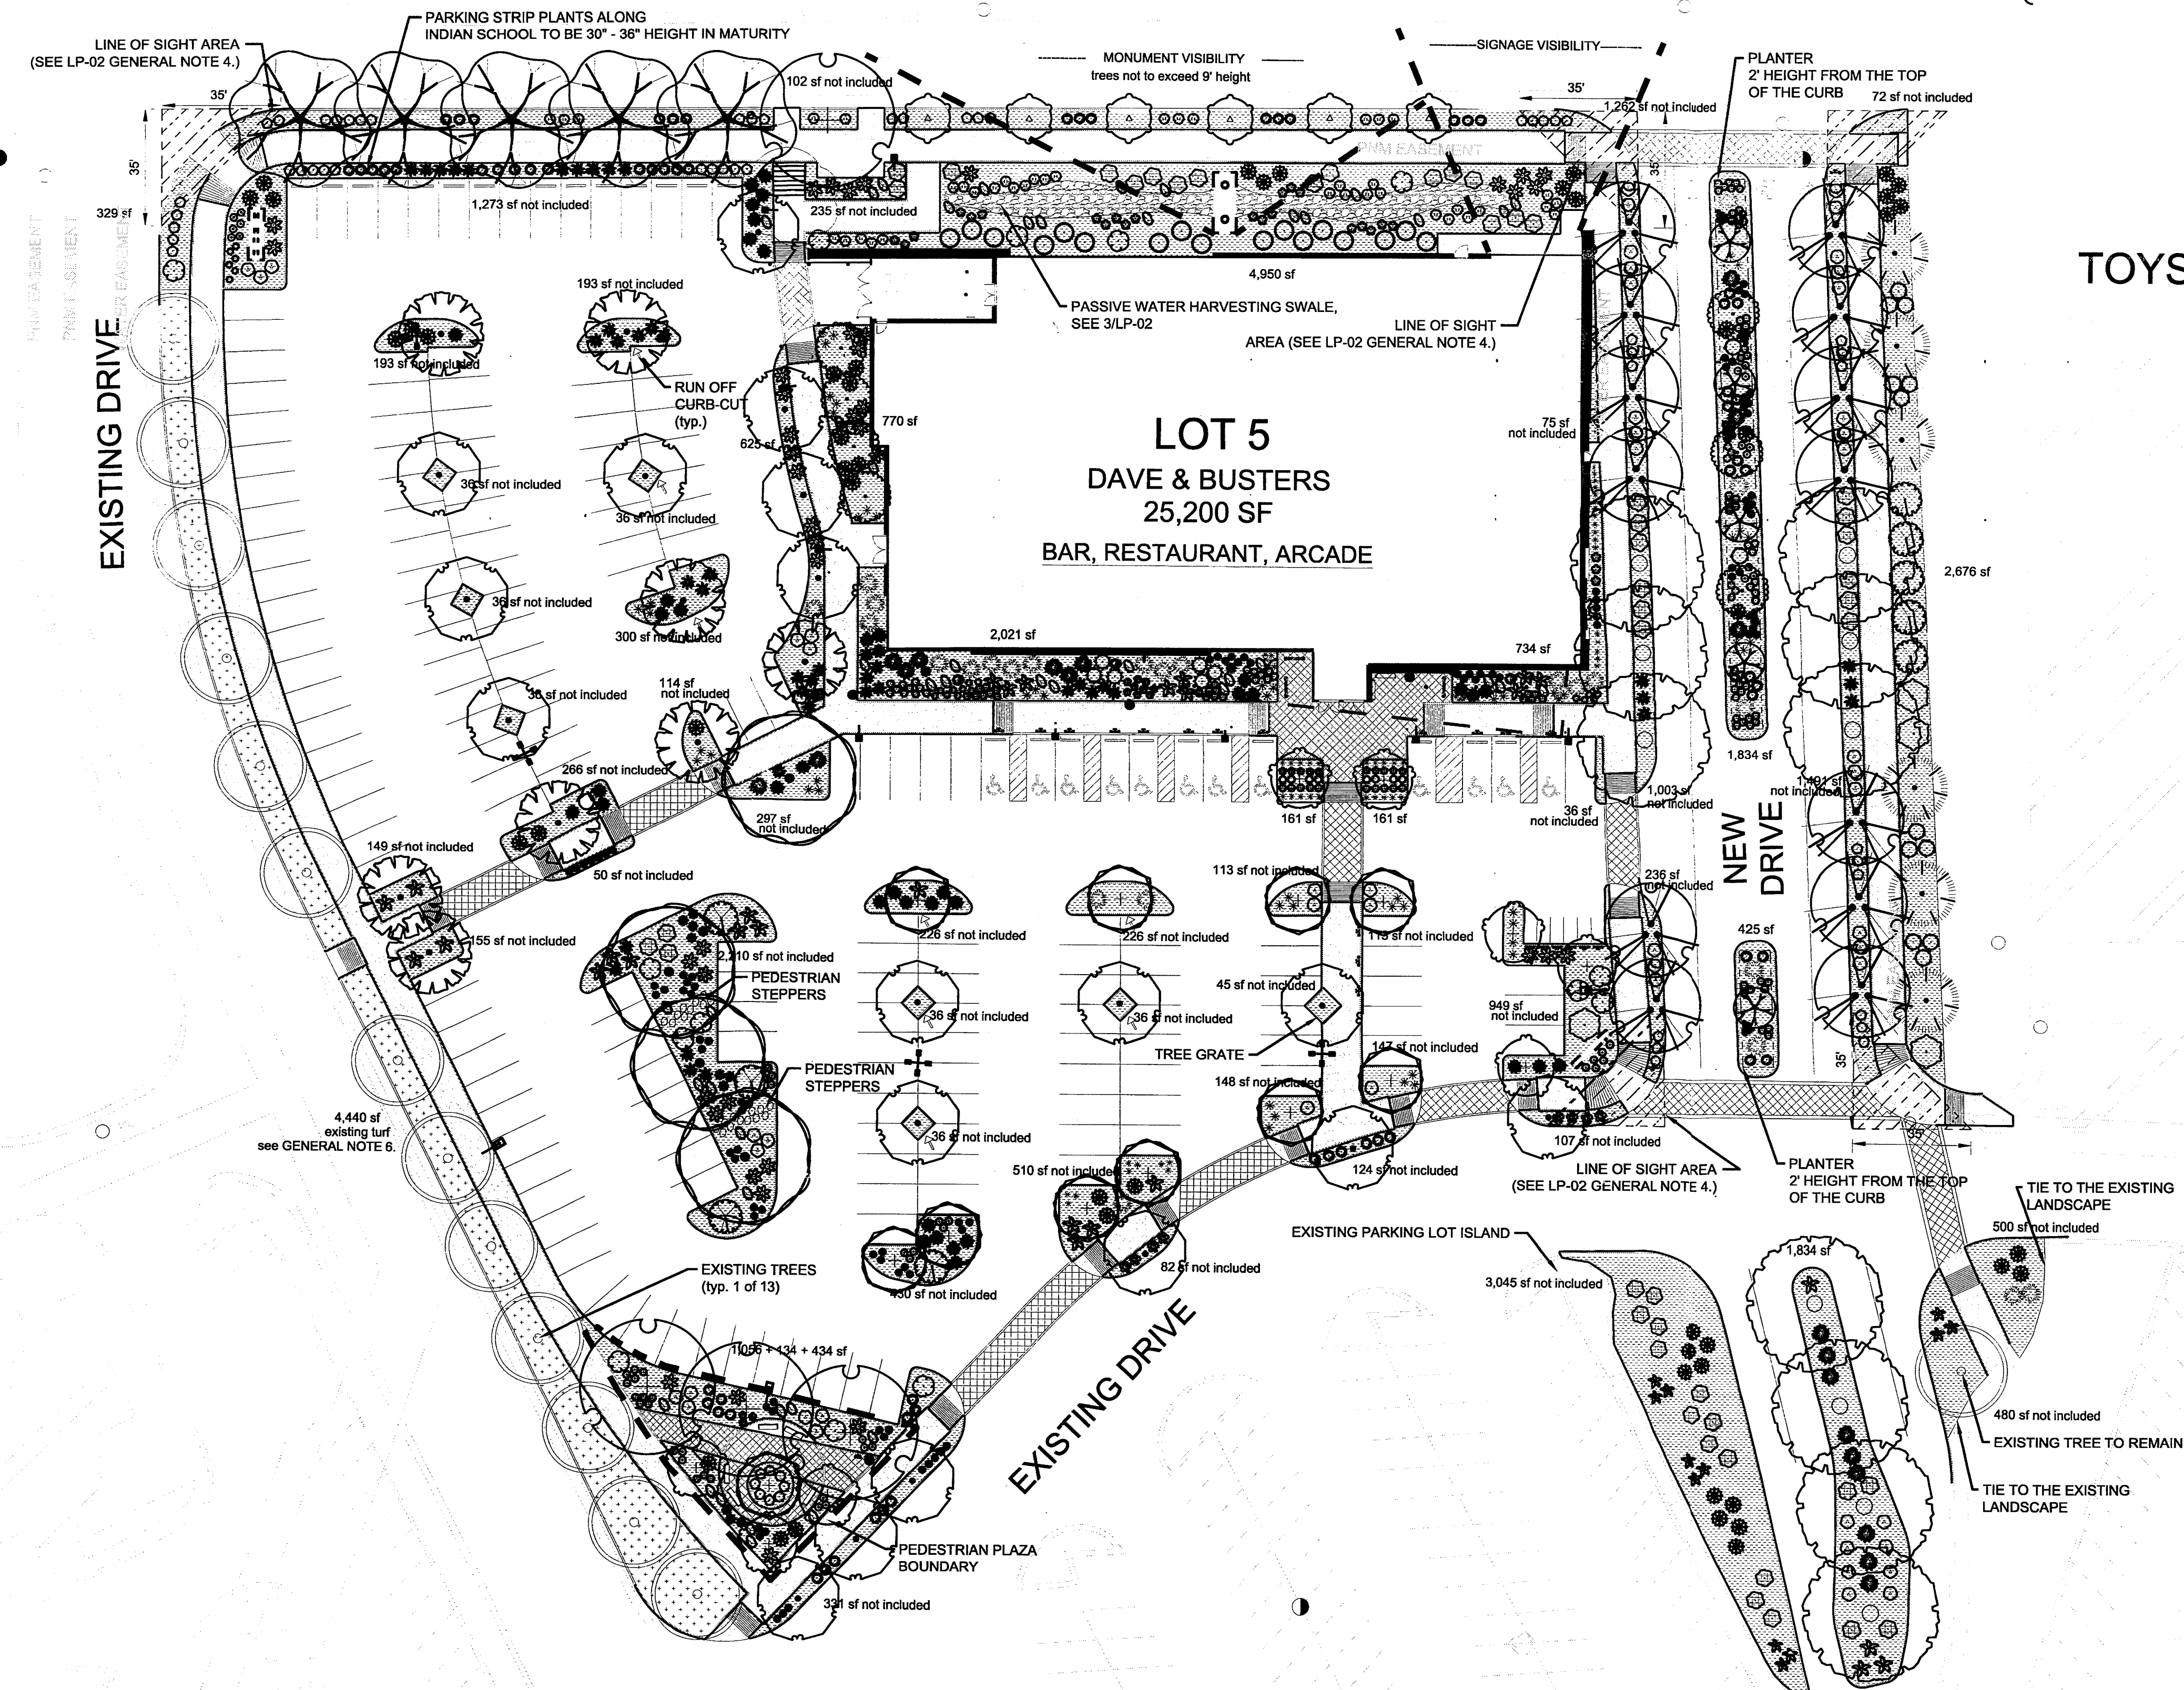 PARKING STRIP PLANTS ALONG
INDIAN SCHOOL TO BE 30" - 36" HEIGHT IN MATURITY
LINE OF SIGHT AREA
(SEE LP-02 GENERAL NOTE 4.)
MONUMENT VISIBILITY
trees not to exceed 9' height
SIGNAGE VISIBILITY
PLANTER
2' HEIGHT FROM THE TOP
OF THE CURB
72 sf not included
102 sf not included
35'
35'
1,262 sf not included
35'
35'
PNM EASEMENT
329 sf
1,273 sf not included
235 sf not included
PNM EASEMENT
PNM EASEMENT
EXISTING DRIVE
TOYS
4,950 sf
193 sf not included
193 sf not included
PASSIVE WATER HARVESTING SWALE,
SEE 3/LP-02
LINE OF SIGHT
AREA (SEE LP-02 GENERAL NOTE 4.)
RUN OFF
CURB-CUT
(typ.)
625 sf
770 sf
LOT 5
DAVE & BUSTERS
25,200 SF
BAR, RESTAURANT, ARCADE
75 sf
not included
36 sf not included
36 sf not included
36 sf not included
300 sf not included
2,676 sf
2,021 sf
734 sf
36 sf not included
114 sf
not included
266 sf not included
1,834 sf
1,491 sf
not included
1,003 sf
not included
36 sf
not included
297 sf
not included
161 sf
161 sf
NEW
DRIVE
149 sf not included
50 sf not included
113 sf not included
236 sf
not included
425 sf
155 sf not included
226 sf not included
226 sf not included
113 sf not included
2,710 sf not included
PEDESTRIAN
STEPPERS
45 sf not included
949 sf
not included
36 sf not included
36 sf not included
TREE GRATE
147 sf not included
35'
PEDESTRIAN
STEPPERS
148 sf not included
4,440 sf
existing turf
see GENERAL NOTE 6.
36 sf not included
107 sf not included
35'
510 sf not included
124 sf not included
LINE OF SIGHT AREA
(SEE LP-02 GENERAL NOTE 4.)
PLANTER
2' HEIGHT FROM THE TOP
OF THE CURB
TIE TO THE EXISTING
LANDSCAPE
500 sf not included
EXISTING PARKING LOT ISLAND
1,834 sf
EXISTING TREES
(typ. 1 of 13)
82 sf not included
3,045 sf not included
430 sf not included
EXISTING DRIVE
1,056 + 134 + 434 sf
480 sf not included
EXISTING TREE TO REMAIN
TIE TO THE EXISTING
LANDSCAPE
PEDESTRIAN PLAZA
BOUNDARY
331 sf not included